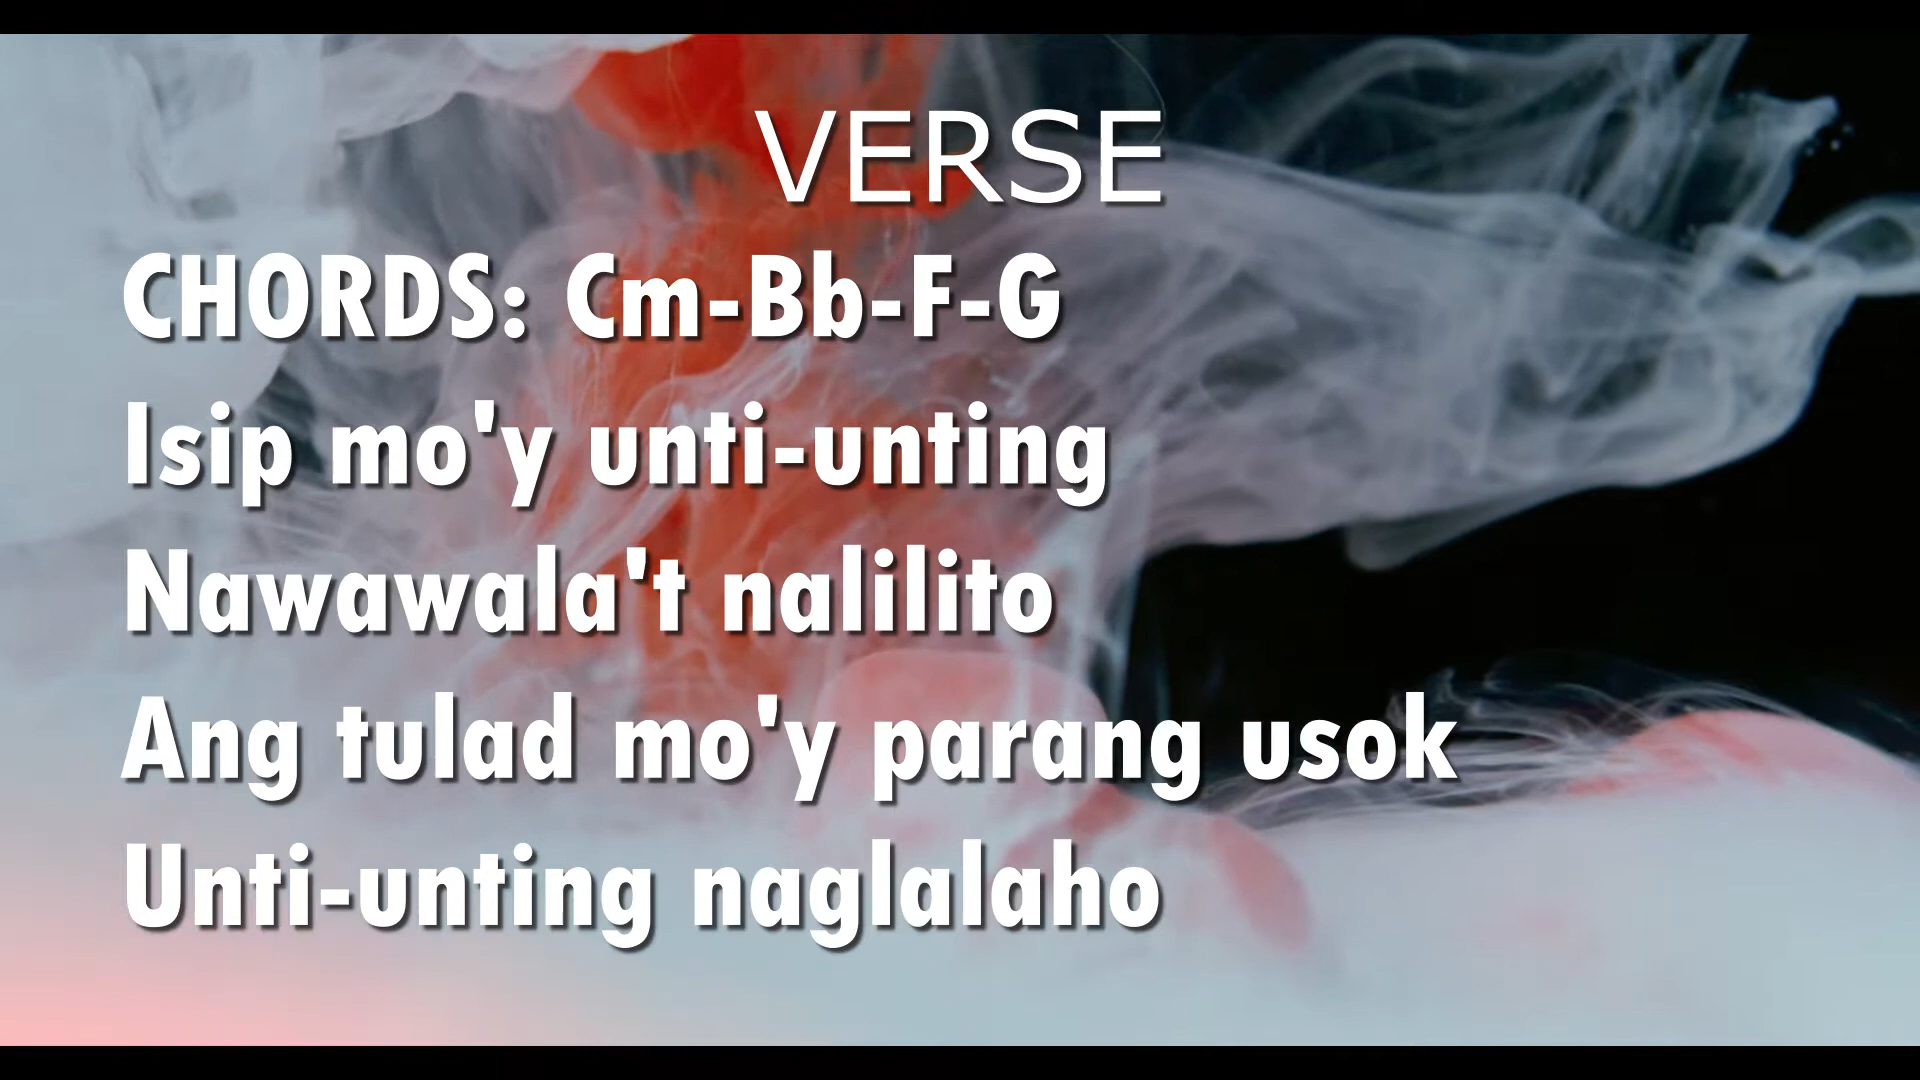 VERSE
CHORDS: Cm-Bb-F-G
Isip mo'y unti-unting
Nawawala't nalilito
Ang tulad mo'y parang usok
Unti-unting naglalaho